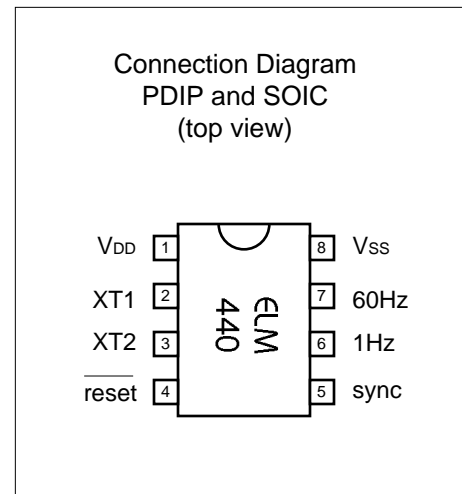 Connection Diagram
PDIP and SOIC
(top view)
VDD 1 8 VSS
XT1 2 7 60Hz
XT2 3 6 1Hz
reset 4 5 sync
ELM
440